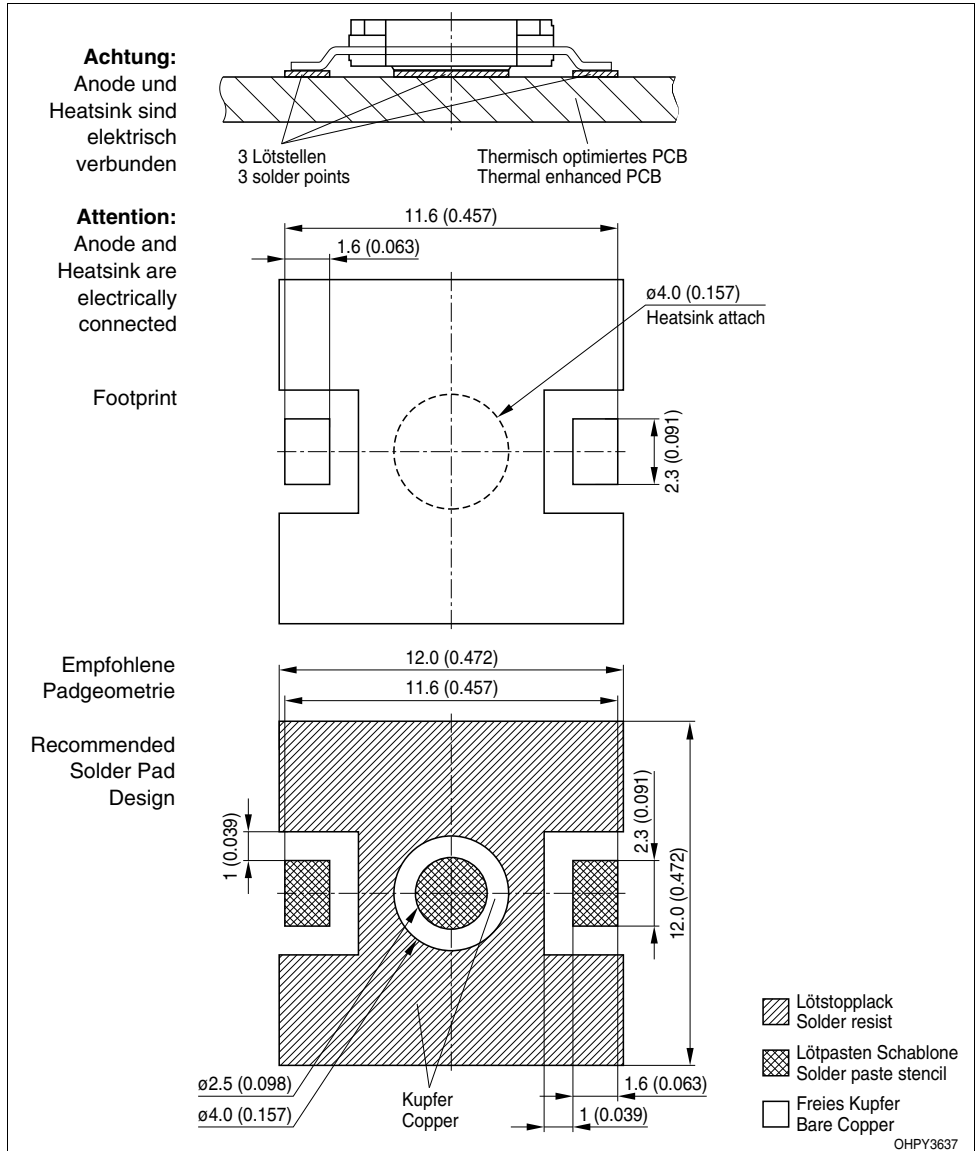 Achtung:
Anode und
Heatsink sind
elektrisch
verbunden
3 Lötstellen
3 solder points
Thermisch optimiertes PCB
Thermal enhanced PCB
Attention:
Anode and
Heatsink are
electrically
connected
11.6 (0.457)
1.6 (0.063)
ø4.0 (0.157)
Heatsink attach
Footprint
2.3 (0.091)
Empfohlene
Padgeometrie
12.0 (0.472)
11.6 (0.457)
Recommended
Solder Pad
Design
1 (0.039)
2.3 (0.091)
12.0 (0.472)
Lötstopplack
Solder resist
Lötpasten Schablone
Solder paste stencil
Freies Kupfer
Bare Copper
ø2.5 (0.098)
ø4.0 (0.157)
Kupfer
Copper
1.6 (0.063)
1 (0.039)
OHPY3637